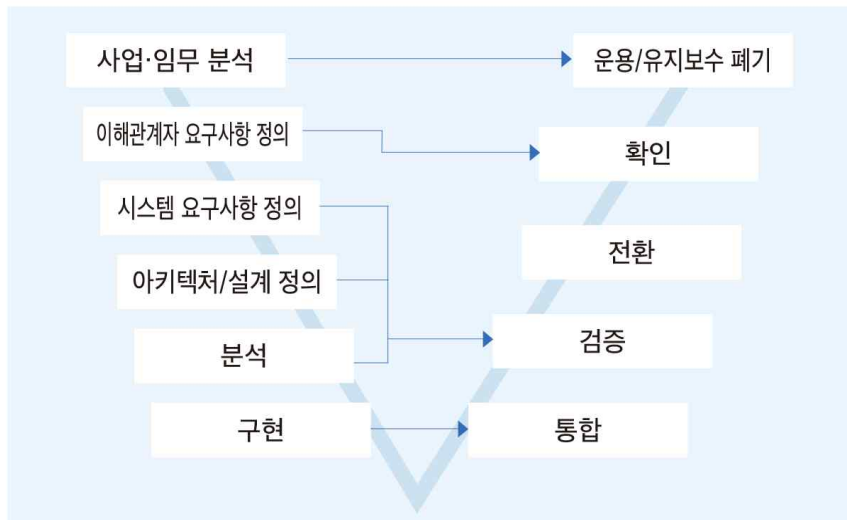 사업·임무 분석
운용/유지보수 폐기
이해관계자 요구사항 정의
확인
시스템 요구사항 정의
전환
아키텍처/설계 정의
검증
분석
구현
통합